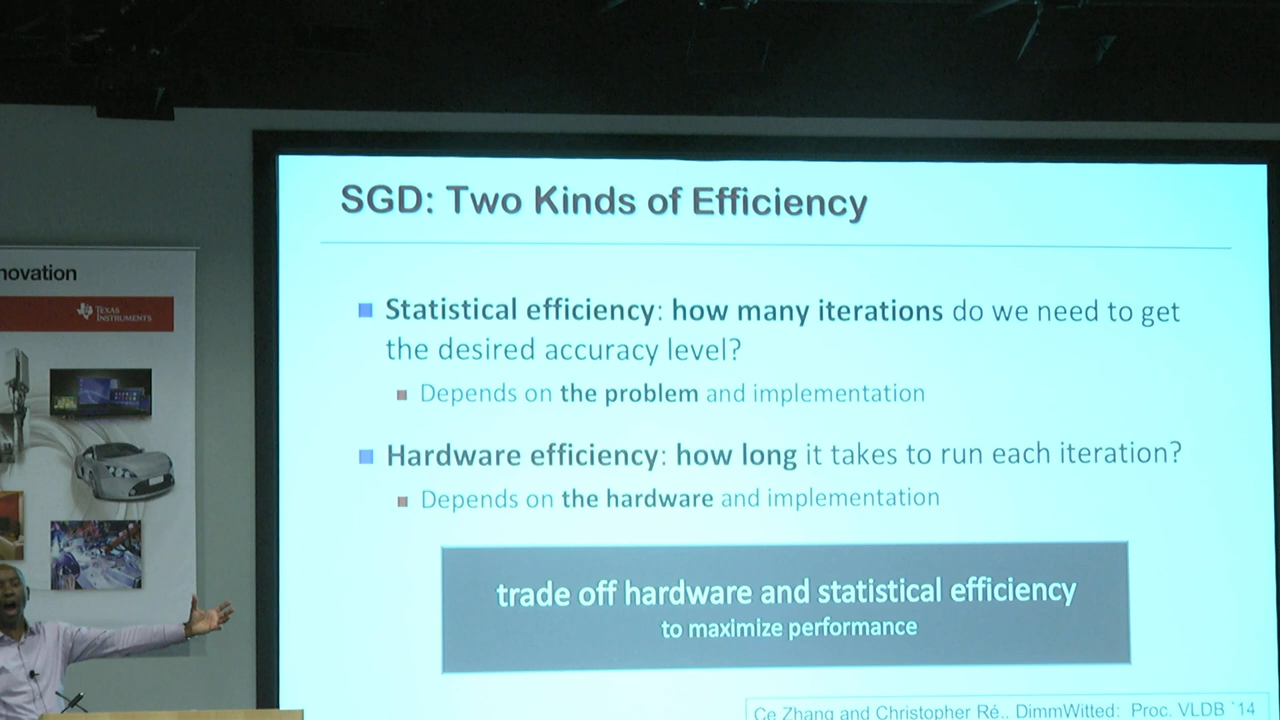 SGD: Two Kinds of Efficiency
novation
TEXAS
INSTRUMENTS
Statistical efficiency: how many iterations do we need to get
the desired accuracy level?
Depends on the problem and implementation
Hardware efficiency: how long it takes to run each iteration?
Depends on the hardware and implementation
trade off hardware and statistical efficiency
to maximize performance
Ce Zhang and Christopher Ré.. DimmWitted: Proc. VLDB `14